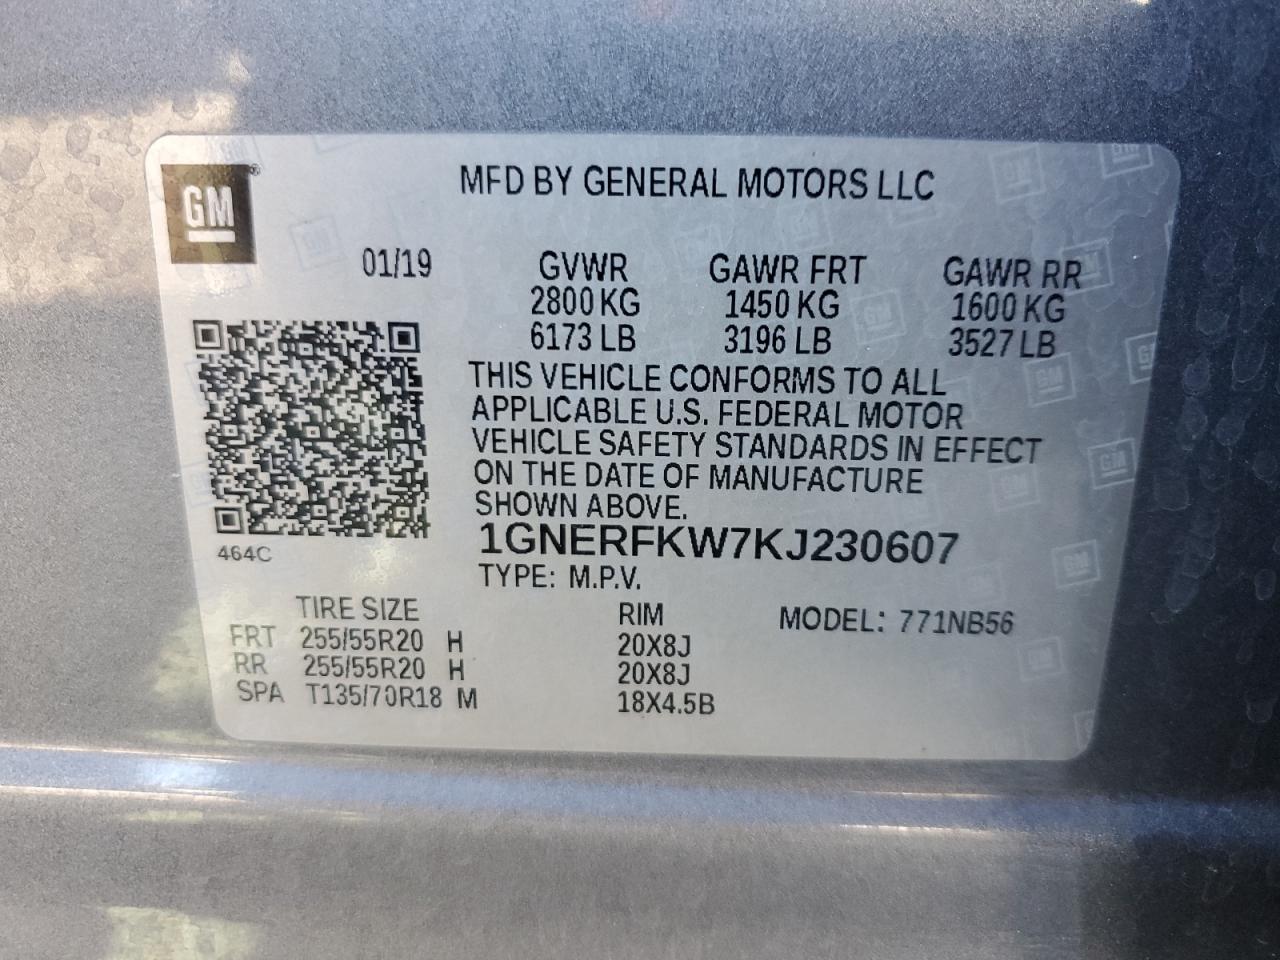 GM
MFD BY GENERAL MOTORS LLC
01/19 GVWR GAWR FRT GAWR RR
2800 KG 1450 KG 1600 KG
6173 LB 3196 LB 3527 LB
THIS VEHICLE CONFORMS TO ALL
APPLICABLE U.S. FEDERAL MOTOR
VEHICLE SAFETY STANDARDS IN EFFECT
ON THE DATE OF MANUFACTURE
SHOWN ABOVE.
1GNERFKW7KJ230607
464C
TYPE: M.P.V.
TIRE SIZE RIM MODEL: 771NB56
FRT 255/55R20 H 20X8J
RR 255/55R20 H 20X8J
SPA T135/70R18 M 18X4.5B